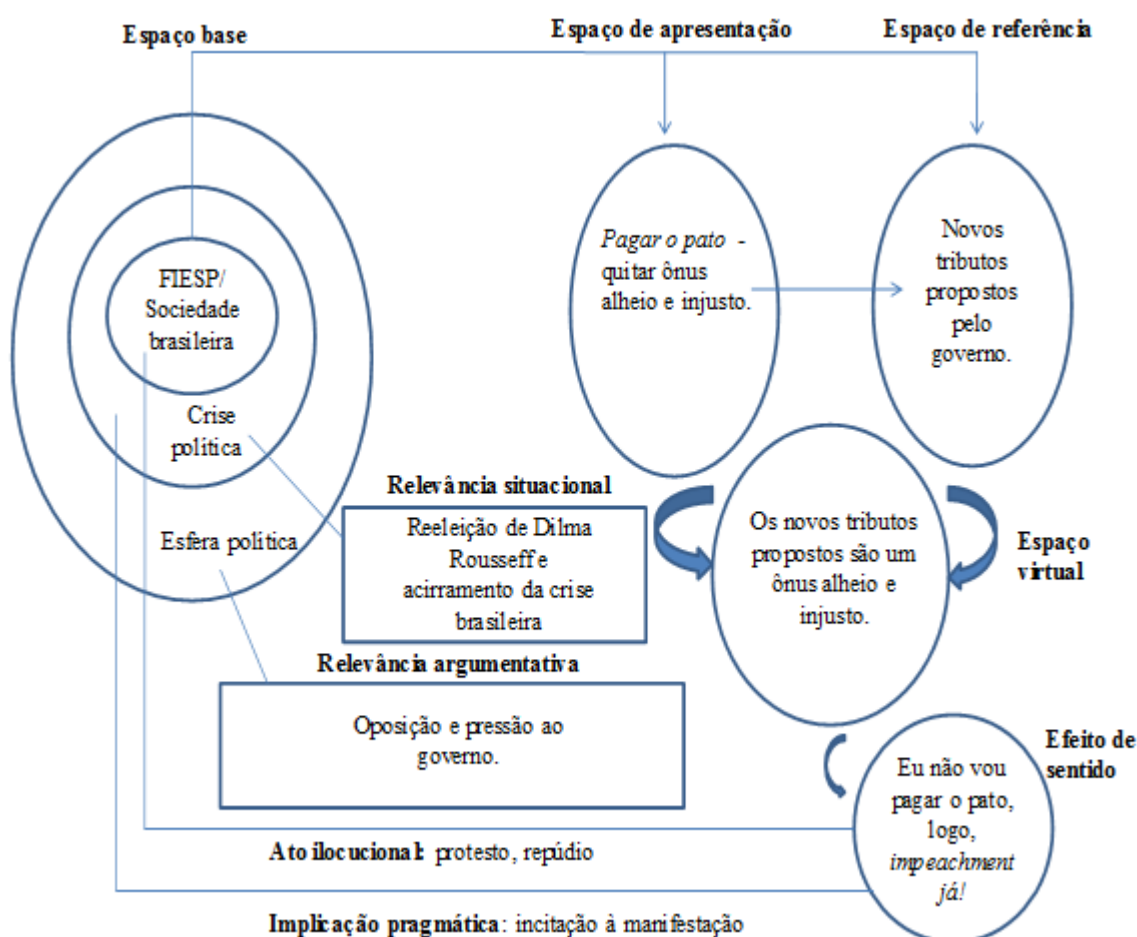 Espaço base
Espaço de apresentação
Espaço de referência
FIESP/
Sociedade
brasileira
Crise
política
Esfera política
Pagar o pato -
quitar ônus
alheio e injusto.
Novos
tributos
propostos
pelo
governo.
Relevância situacional
Reeleição de Dilma
Rousseff e
acirramento da crise
brasileira
Os novos tributos
propostos são um
ônus alheio e
injusto.
Espaço
virtual
Relevância argumentativa
Oposição e pressão ao
governo.
Efeito de
sentido
Eu não vou
pagar o pato,
logo,
impeachment
já!
Ato ilocucional: protesto, repúdio
Implicação pragmática: incitação à manifestação